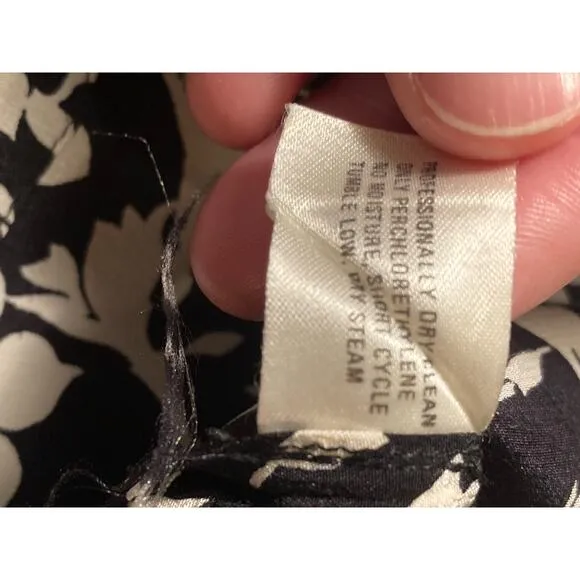 PROFESSIONALLY DRY CLEAN
ONLY PERCHLORETHYLENE
NO MOISTURE, SHORT CYCLE
TUMBLE LOW, DRY STEAM